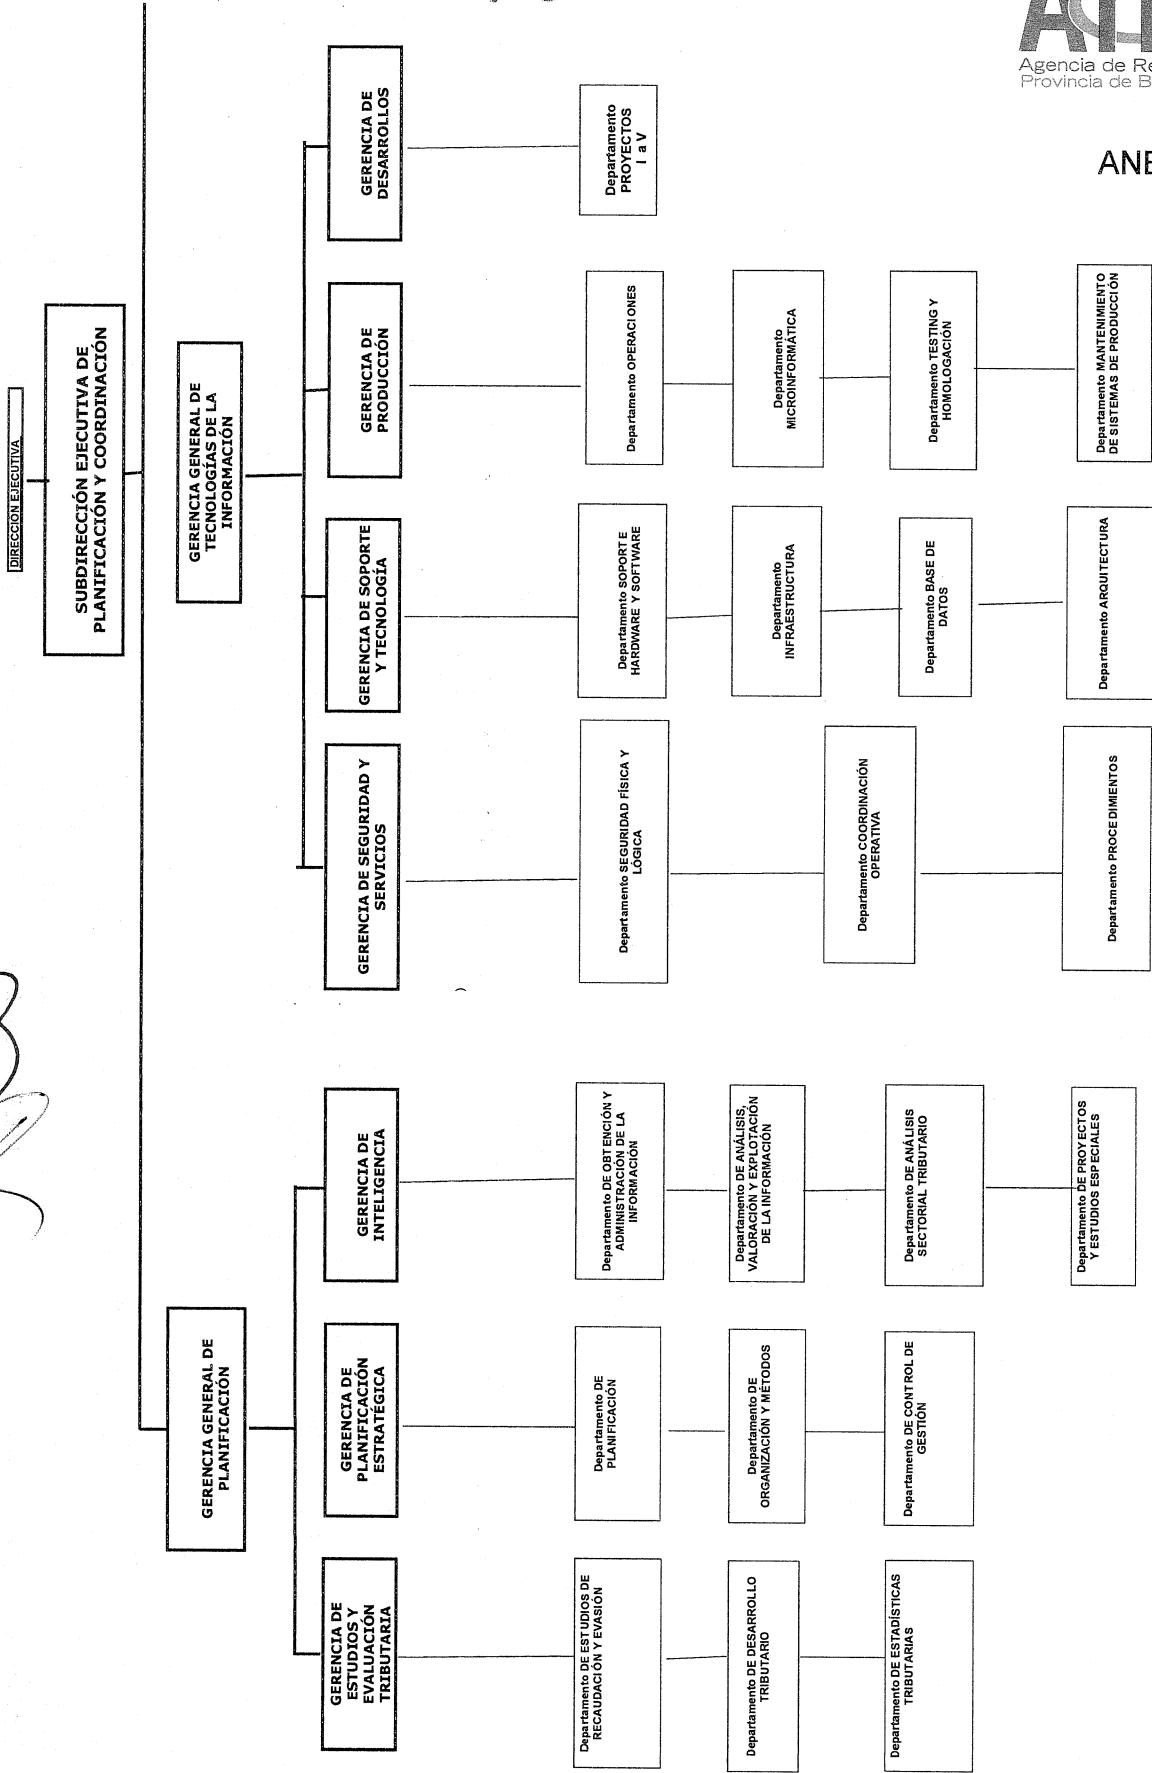 Agencia de Re
Provincia de B
ANE
DIRECCIÓN EJECUTIVA
SUBDIRECCIÓN EJECUTIVA DE
PLANIFICACIÓN Y COORDINACIÓN
GERENCIA GENERAL DE
PLANIFICACIÓN
GERENCIA GENERAL DE
TECNOLOGÍAS DE LA
INFORMACIÓN
GERENCIA DE
ESTUDIOS Y
EVALUACIÓN
TRIBUTARIA
GERENCIA DE
PLANIFICACIÓN
ESTRATÉGICA
GERENCIA DE
INTELIGENCIA
GERENCIA DE SEGURIDAD Y
SERVICIOS
GERENCIA DE SOPORTE
Y TECNOLOGÍA
GERENCIA DE
PRODUCCIÓN
GERENCIA DE
DESARROLLOS
Departamento DE ESTUDIOS DE
RECAUDACIÓN Y EVASIÓN
Departamento DE
PLANIFICACIÓN
Departamento DE OBTENCIÓN Y
ADMINISTRACIÓN DE LA
INFORMACIÓN
Departamento SEGURIDAD FÍSICA Y
LÓGICA
Departamento SOPORTE
HARDWARE Y SOFTWARE
Departamento OPERACIONES
Departamento
PROYECTOS
I a V
Departamento DE DESARROLLO
TRIBUTARIO
Departamento DE
ORGANIZACIÓN Y MÉTODOS
Departamento DE ANÁLISIS,
VALORACIÓN Y EXPLOTACIÓN
DE LA INFORMACIÓN
Departamento COORDINACIÓN
OPERATIVA
Departamento
INFRAESTRUCTURA
Departamento
MICROINFORMÁTICA
Departamento DE ESTADÍSTICAS
TRIBUTARIAS
Departamento DE CONTROL DE
GESTIÓN
Departamento DE ANÁLISIS
SECTORIAL TRIBUTARIO
Departamento BASE DE
DATOS
Departamento TESTING Y
HOMOLOGACIÓN
Departamento DE PROYECTOS
Y ESTUDIOS ESPECIALES
Departamento PROCEDIMIENTOS
Departamento ARQUITECTURA
Departamento MANTENIMIENTO
DE SISTEMAS DE PRODUCCIÓN